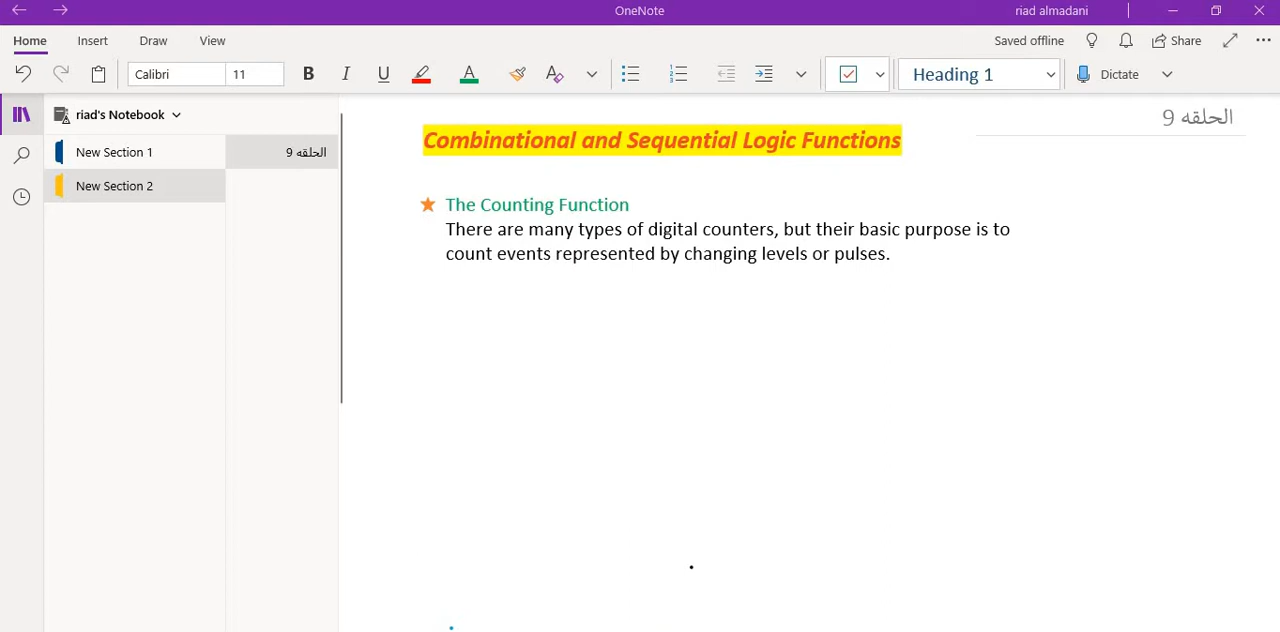 OneNote
riad almadani
Home Insert Draw View
Saved offline
Share
Calibri 11
B I U A A
Heading 1
Dictate
riad's Notebook
New Section 1
New Section 2
الحلقه 9
الحلقه 9
Combinational and Sequential Logic Functions
The Counting Function
There are many types of digital counters, but their basic purpose is to
count events represented by changing levels or pulses.